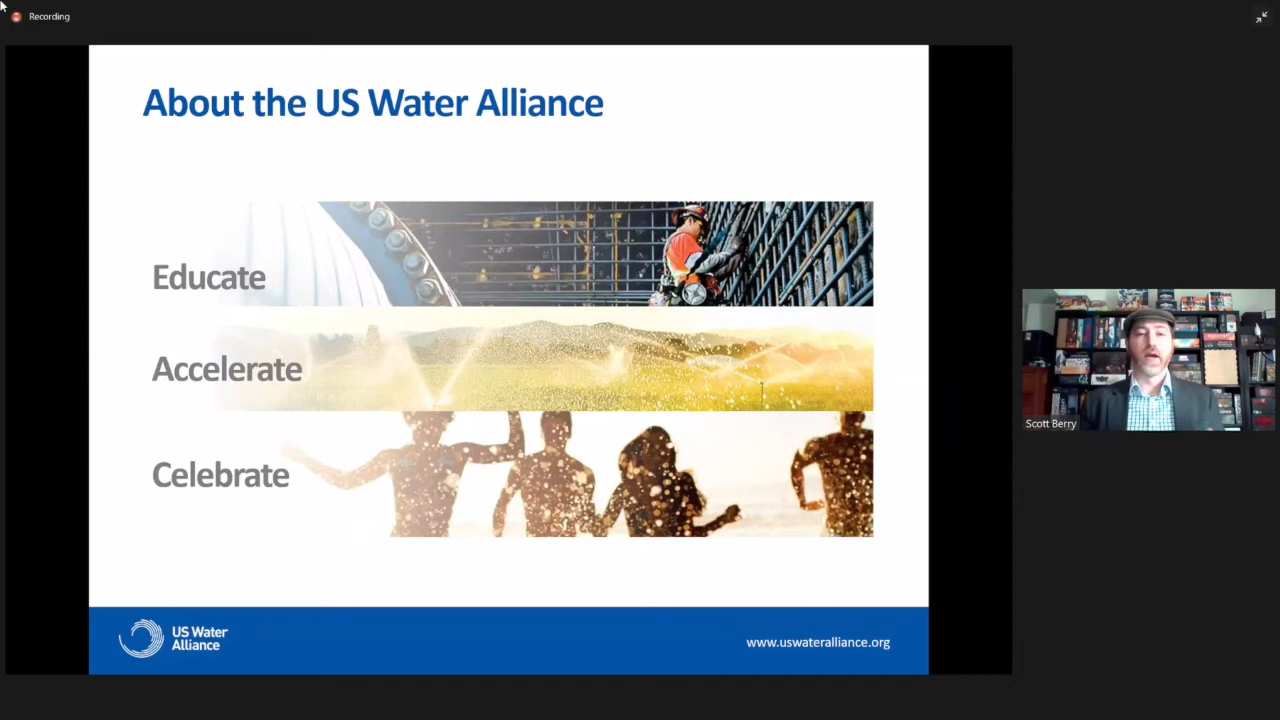 Recording
About the US Water Alliance
Educate
Accelerate
Celebrate
US Water
Alliance
www.uswateralliance.org
Scott Berry